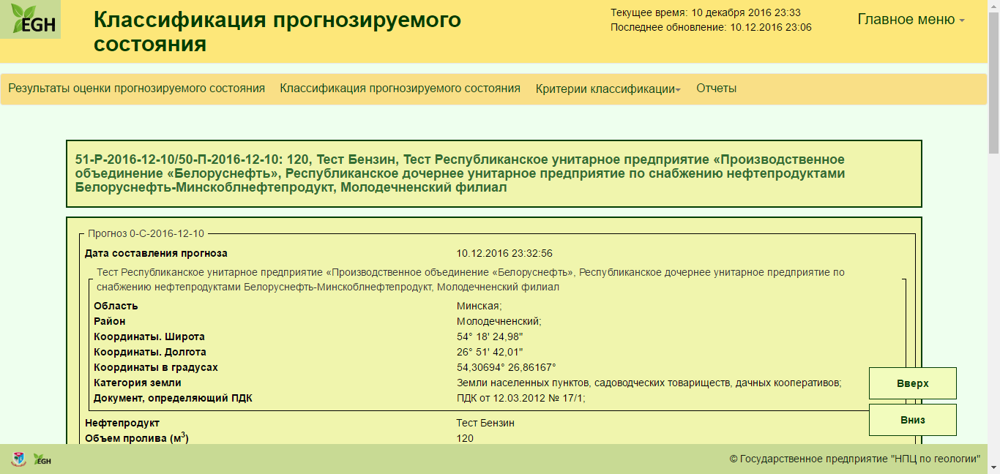 EGH
Классификация прогнозируемого
состояния
Текущее время: 10 декабря 2016 23:33
Последнее обновление: 10.12.2016 23:06
Главное меню
Результаты оценки прогнозируемого состояния Классификация прогнозируемого состояния Критерии классификации Отчеты
51-Р-2016-12-10/50-П-2016-12-10: 120, Тест Бензин, Тест Республиканское унитарное предприятие «Производственное
объединение «Белоруснефть», Республиканское дочернее унитарное предприятие по снабжению нефтепродуктами
Белоруснефть-Минскоблнефтепродукт, Молодечненский филиал
Прогноз 0-С-2016-12-10
Дата составления прогноза 10.12.2016 23:32:56
Тест Республиканское унитарное предприятие «Производственное объединение «Белоруснефть», Республиканское дочернее унитарное предприятие по
снабжению нефтепродуктами Белоруснефть-Минскоблнефтепродукт, Молодечненский филиал
Область Минская;
Район Молодечненский;
Координаты. Широта 54° 18' 24,98"
Координаты. Долгота 26° 51' 42,01"
Координаты в градусах 54,30694° 26,86167°
Категория земли Земли населенных пунктов, садоводческих товариществ, дачных кооперативов;
Документ, определяющий ПДК ПДК от 12.03.2012 № 17/1;
Вверх
Вниз
Нефтепродукт Тест Бензин
Объем пролива (м³) 120
EGH
© Государственное предприятие "НПЦ по геологии"